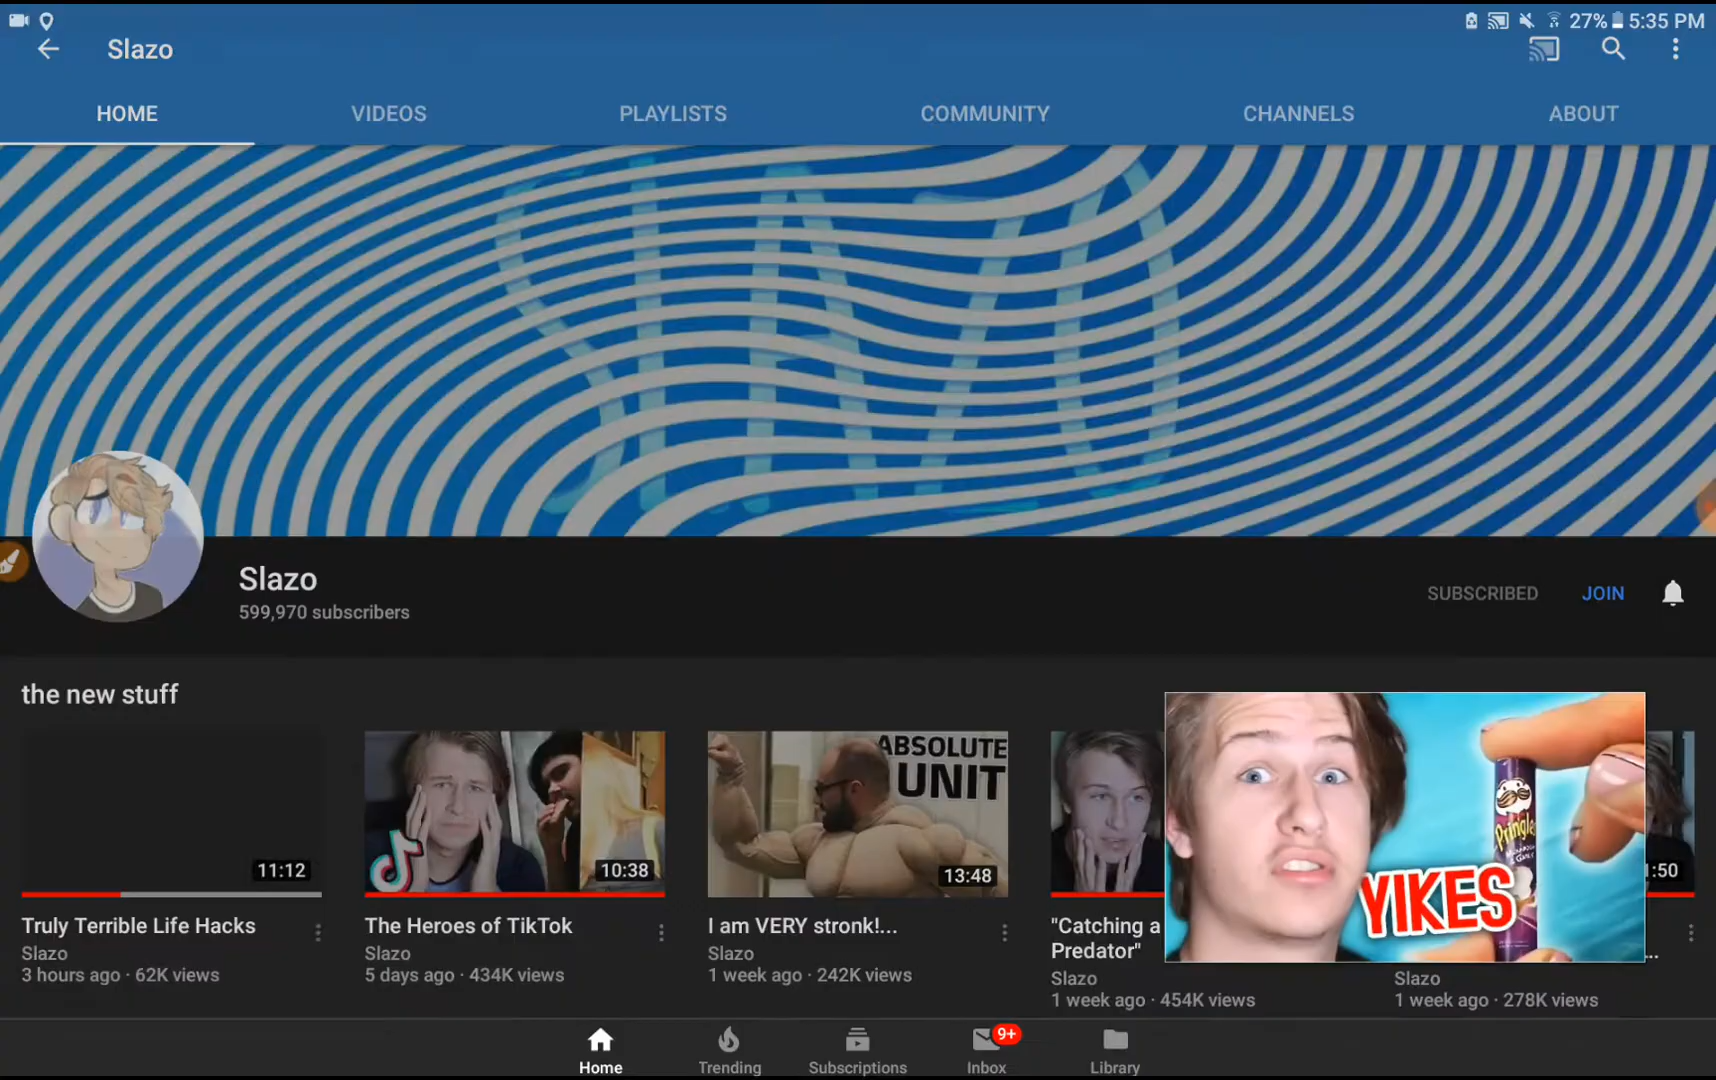 27% 5:35 PM
Slazo
HOME VIDEOS PLAYLISTS COMMUNITY CHANNELS ABOUT
Slazo
599,970 subscribers
SUBSCRIBED JOIN
the new stuff
11:12
10:38
ABSOLUTE
UNIT
13:48
YIKES
1:50
Truly Terrible Life Hacks
Slazo
3 hours ago · 62K views
The Heroes of TikTok
Slazo
5 days ago · 434K views
I am VERY stronk!...
Slazo
1 week ago · 242K views
"Catching a
Predator"
Slazo
1 week ago · 454K views
...
Slazo
1 week ago · 278K views
Home Trending Subscriptions 9+ Inbox Library